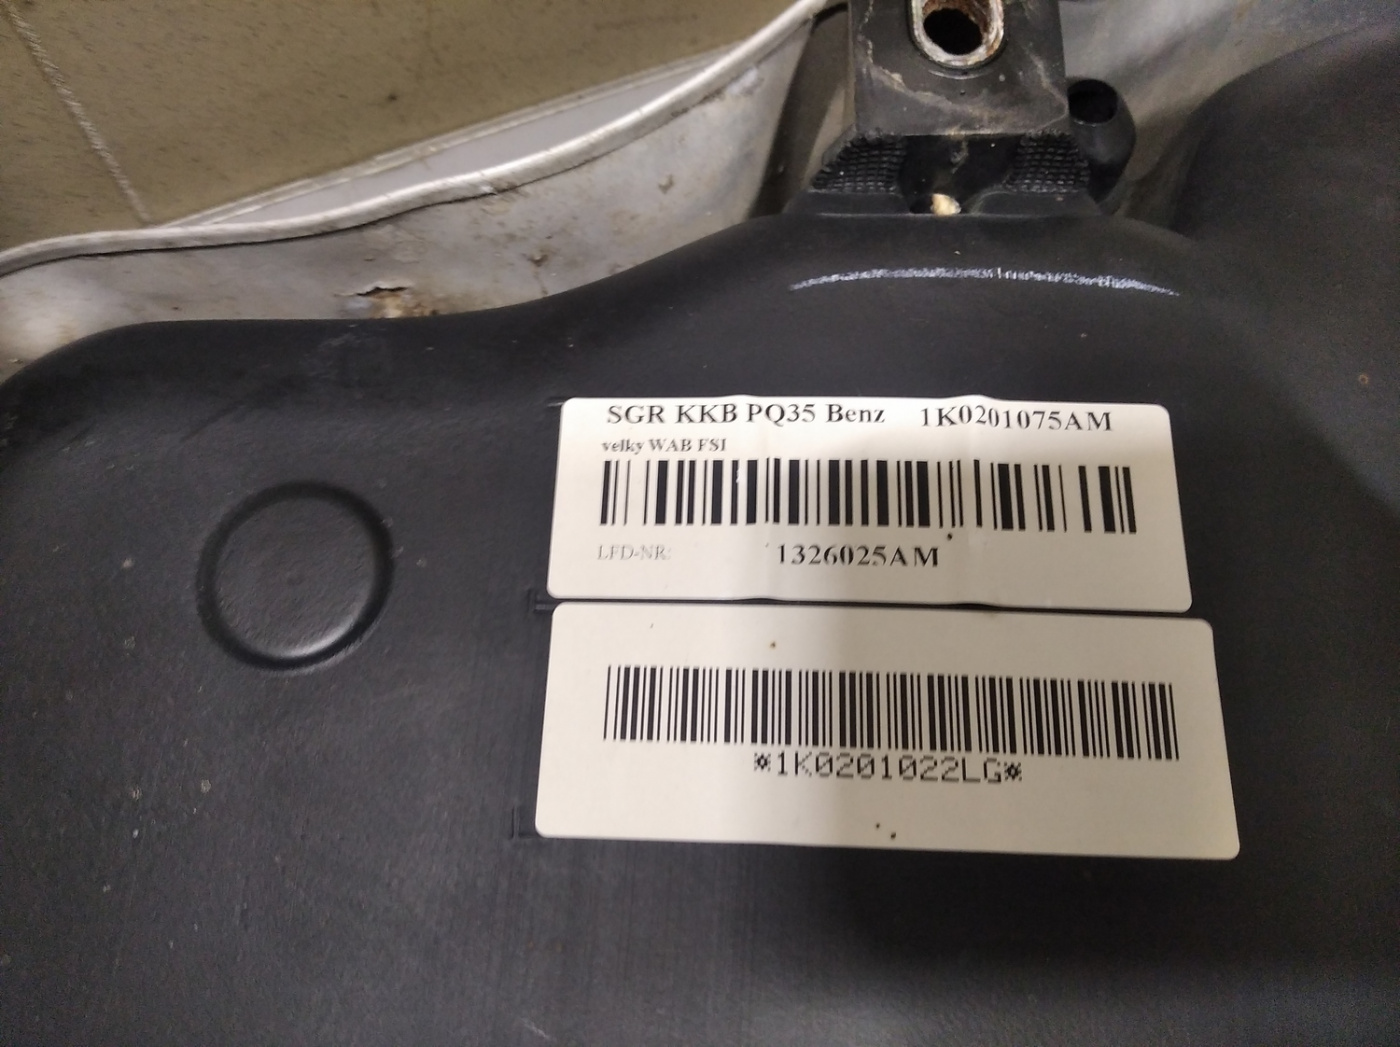 SGR KKB PQ35 Benz 1K0201075AM
velky WAB FSI
LFD-NR: 1326025AM
*1K0201022LG*